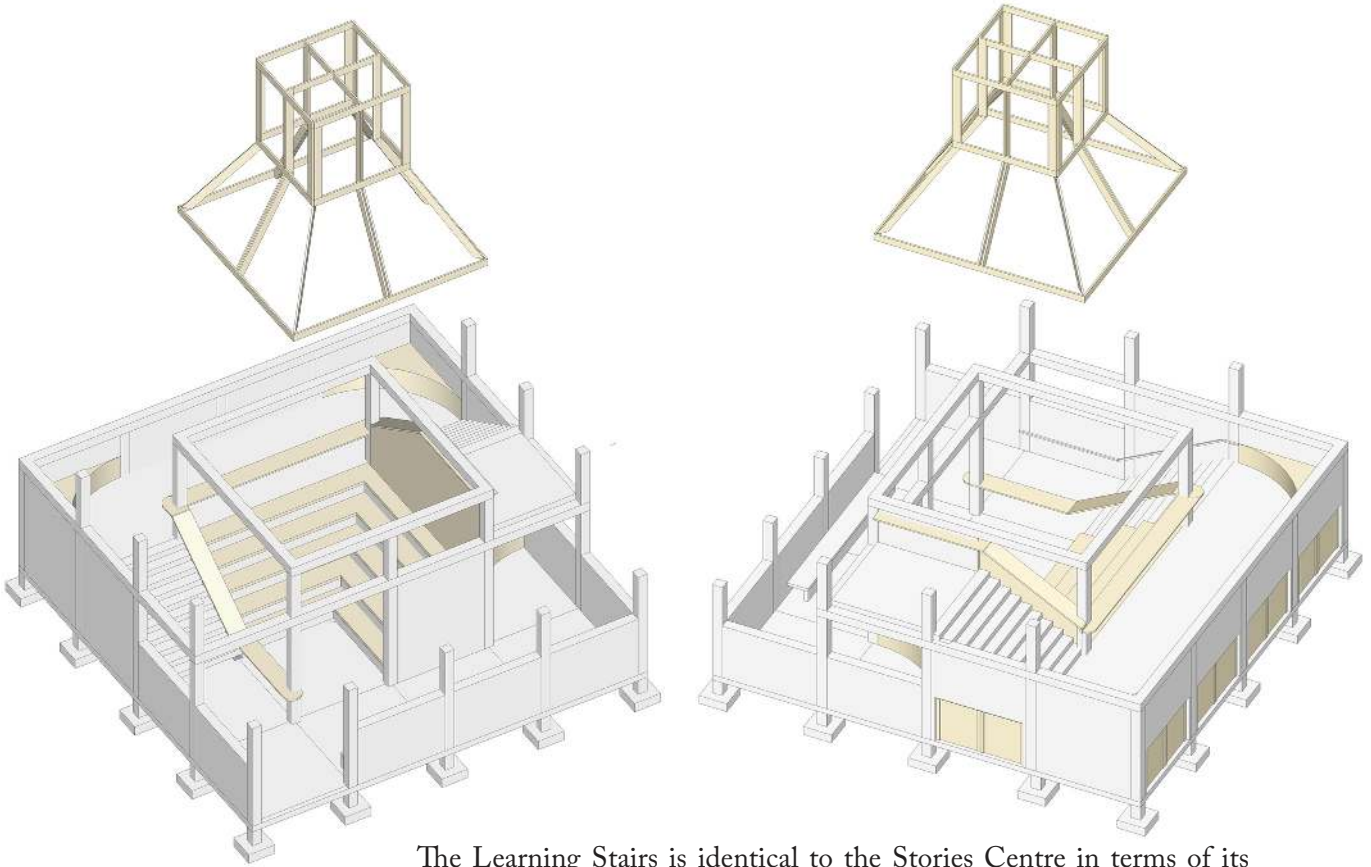 The Learning Stairs is identical to the Stories Centre in terms of its